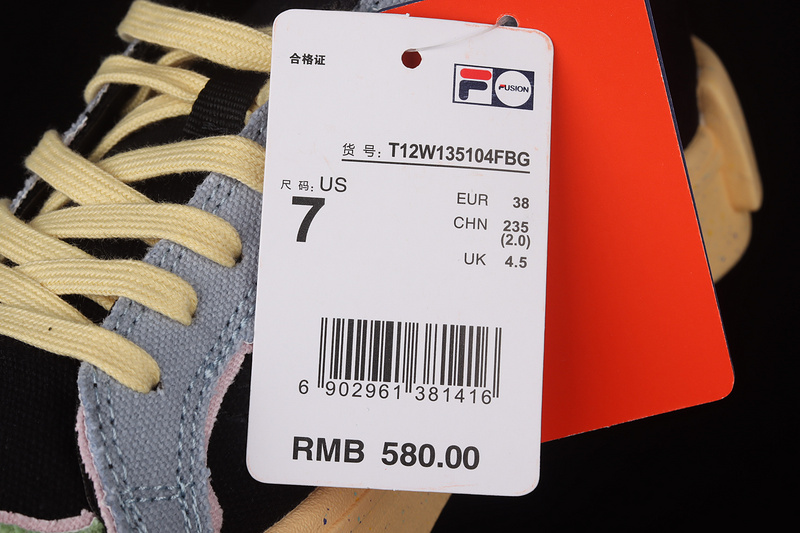 合格证
F FUSION
货 号: T12W135104FBG
尺 码: US
7
EUR 38
CHN 235
(2.0)
UK 4.5
6 902961 381416
RMB 580.00